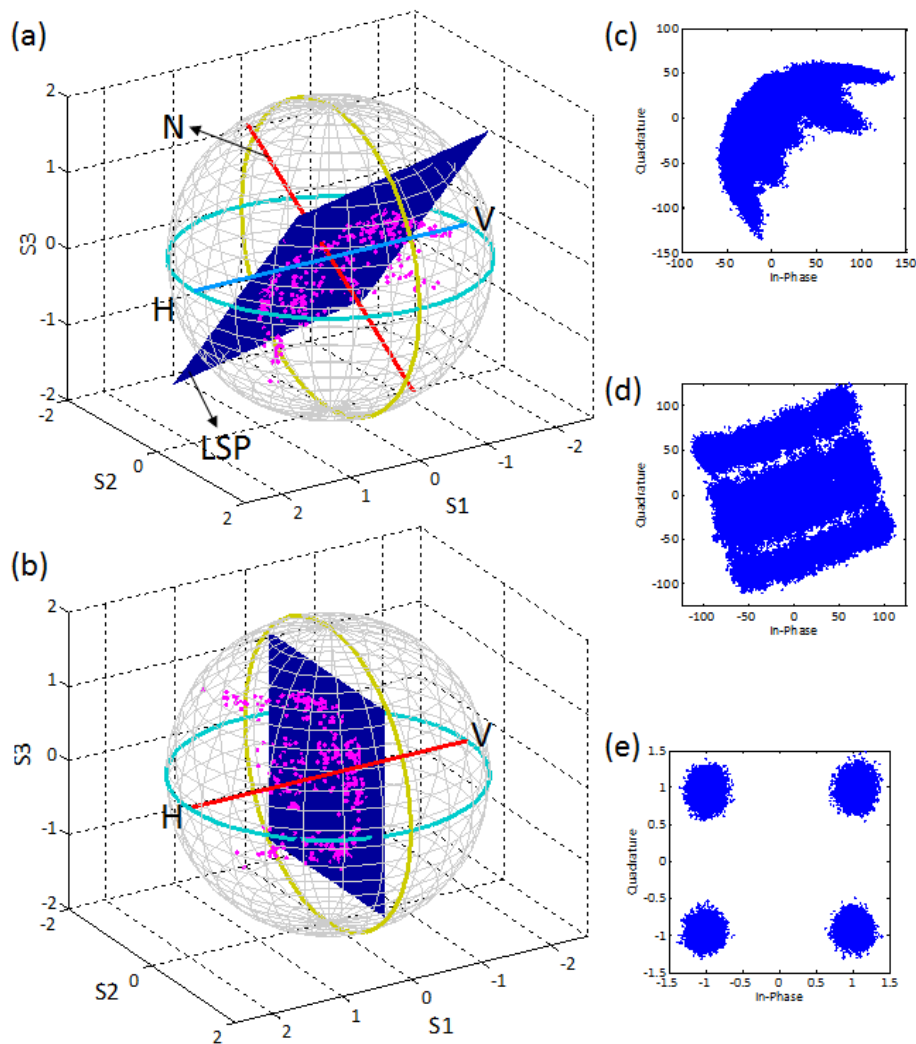 (a)
2
1
0
-1
-2
S3
N
V
H
LSP
-2
0
2
S2
2
1
0
-1
-2
S1
(b)
2
1
0
-1
-2
S3
V
H
-2
0
2
S2
2
1
0
-1
-2
S1
(c)
100
50
0
-50
-100
-150
Quadrature
-100 -50 0 50 100 150
In-Phase
(d)
100
50
0
-50
-100
Quadrature
-100 -50 0 50 100
In-Phase
(e)
1.5
1
0.5
0
-0.5
-1
-1.5
Quadrature
-1.5 -1 -0.5 0 0.5 1 1.5
In-Phase